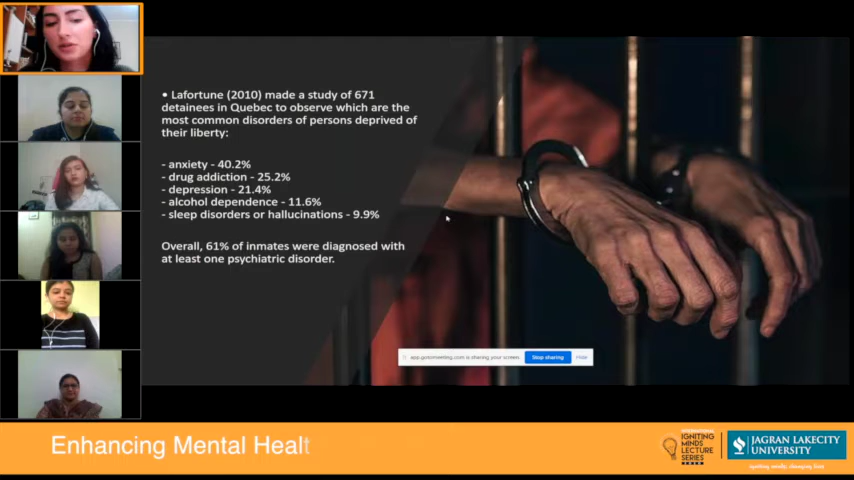 • Lafortune (2010) made a study of 671
detainees in Quebec to observe which are the
most common disorders of persons deprived of
their liberty:
- anxiety - 40.2%
- drug addiction - 25.2%
- depression - 21.4%
- alcohol dependence - 11.6%
- sleep disorders or hallucinations - 9.9%
Overall, 61% of inmates were diagnosed with
at least one psychiatric disorder.
app.gotomeeting.com is sharing your screen.
Stop sharing
Hide
Enhancing Mental Healt
INTERNATIONAL
IGNITING
MINDS
LECTURE
SERIES
JAGRAN LAKECITY
UNIVERSITY